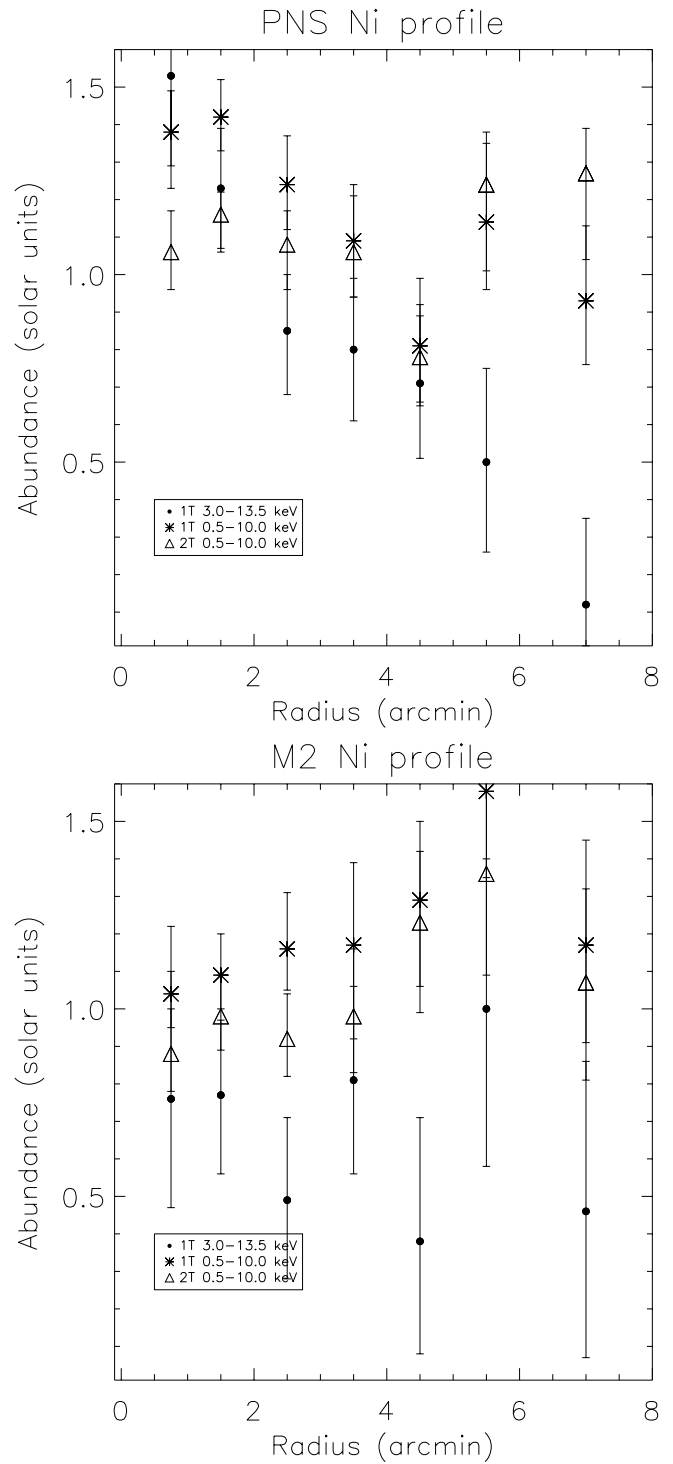 PNS Ni profile
1.5
1.0
0.5
Abundance (solar units)
1T 3.0−13.5 keV
1T 0.5−10.0 keV
2T 0.5−10.0 keV
0 2 4 6 8
Radius (arcmin)
M2 Ni profile
1.5
1.0
0.5
Abundance (solar units)
1T 3.0−13.5 keV
1T 0.5−10.0 keV
2T 0.5−10.0 keV
0 2 4 6 8
Radius (arcmin)